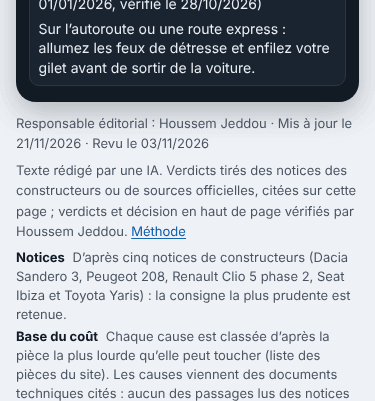 01/01/2026, vérifié le 28/10/2026)
Sur l’autoroute ou une route express :
allumez les feux de détresse et enfilez votre
gilet avant de sortir de la voiture.
Responsable éditorial : Houssem Jeddou · Mis à jour le
21/11/2026 · Revu le 03/11/2026
Texte rédigé par une IA. Verdicts tirés des notices des
constructeurs ou de sources officielles, citées sur cette
page ; verdicts et décision en haut de page vérifiés par
Houssem Jeddou. Méthode
Notices D’après cinq notices de constructeurs (Dacia
Sandero 3, Peugeot 208, Renault Clio 5 phase 2, Seat
Ibiza et Toyota Yaris) : la consigne la plus prudente est
retenue.
Base du coût Chaque cause est classée d’après la
pièce la plus lourde qu’elle peut toucher (liste des
pièces du site). Les causes viennent des documents
techniques cités : aucun des passages lus des notices